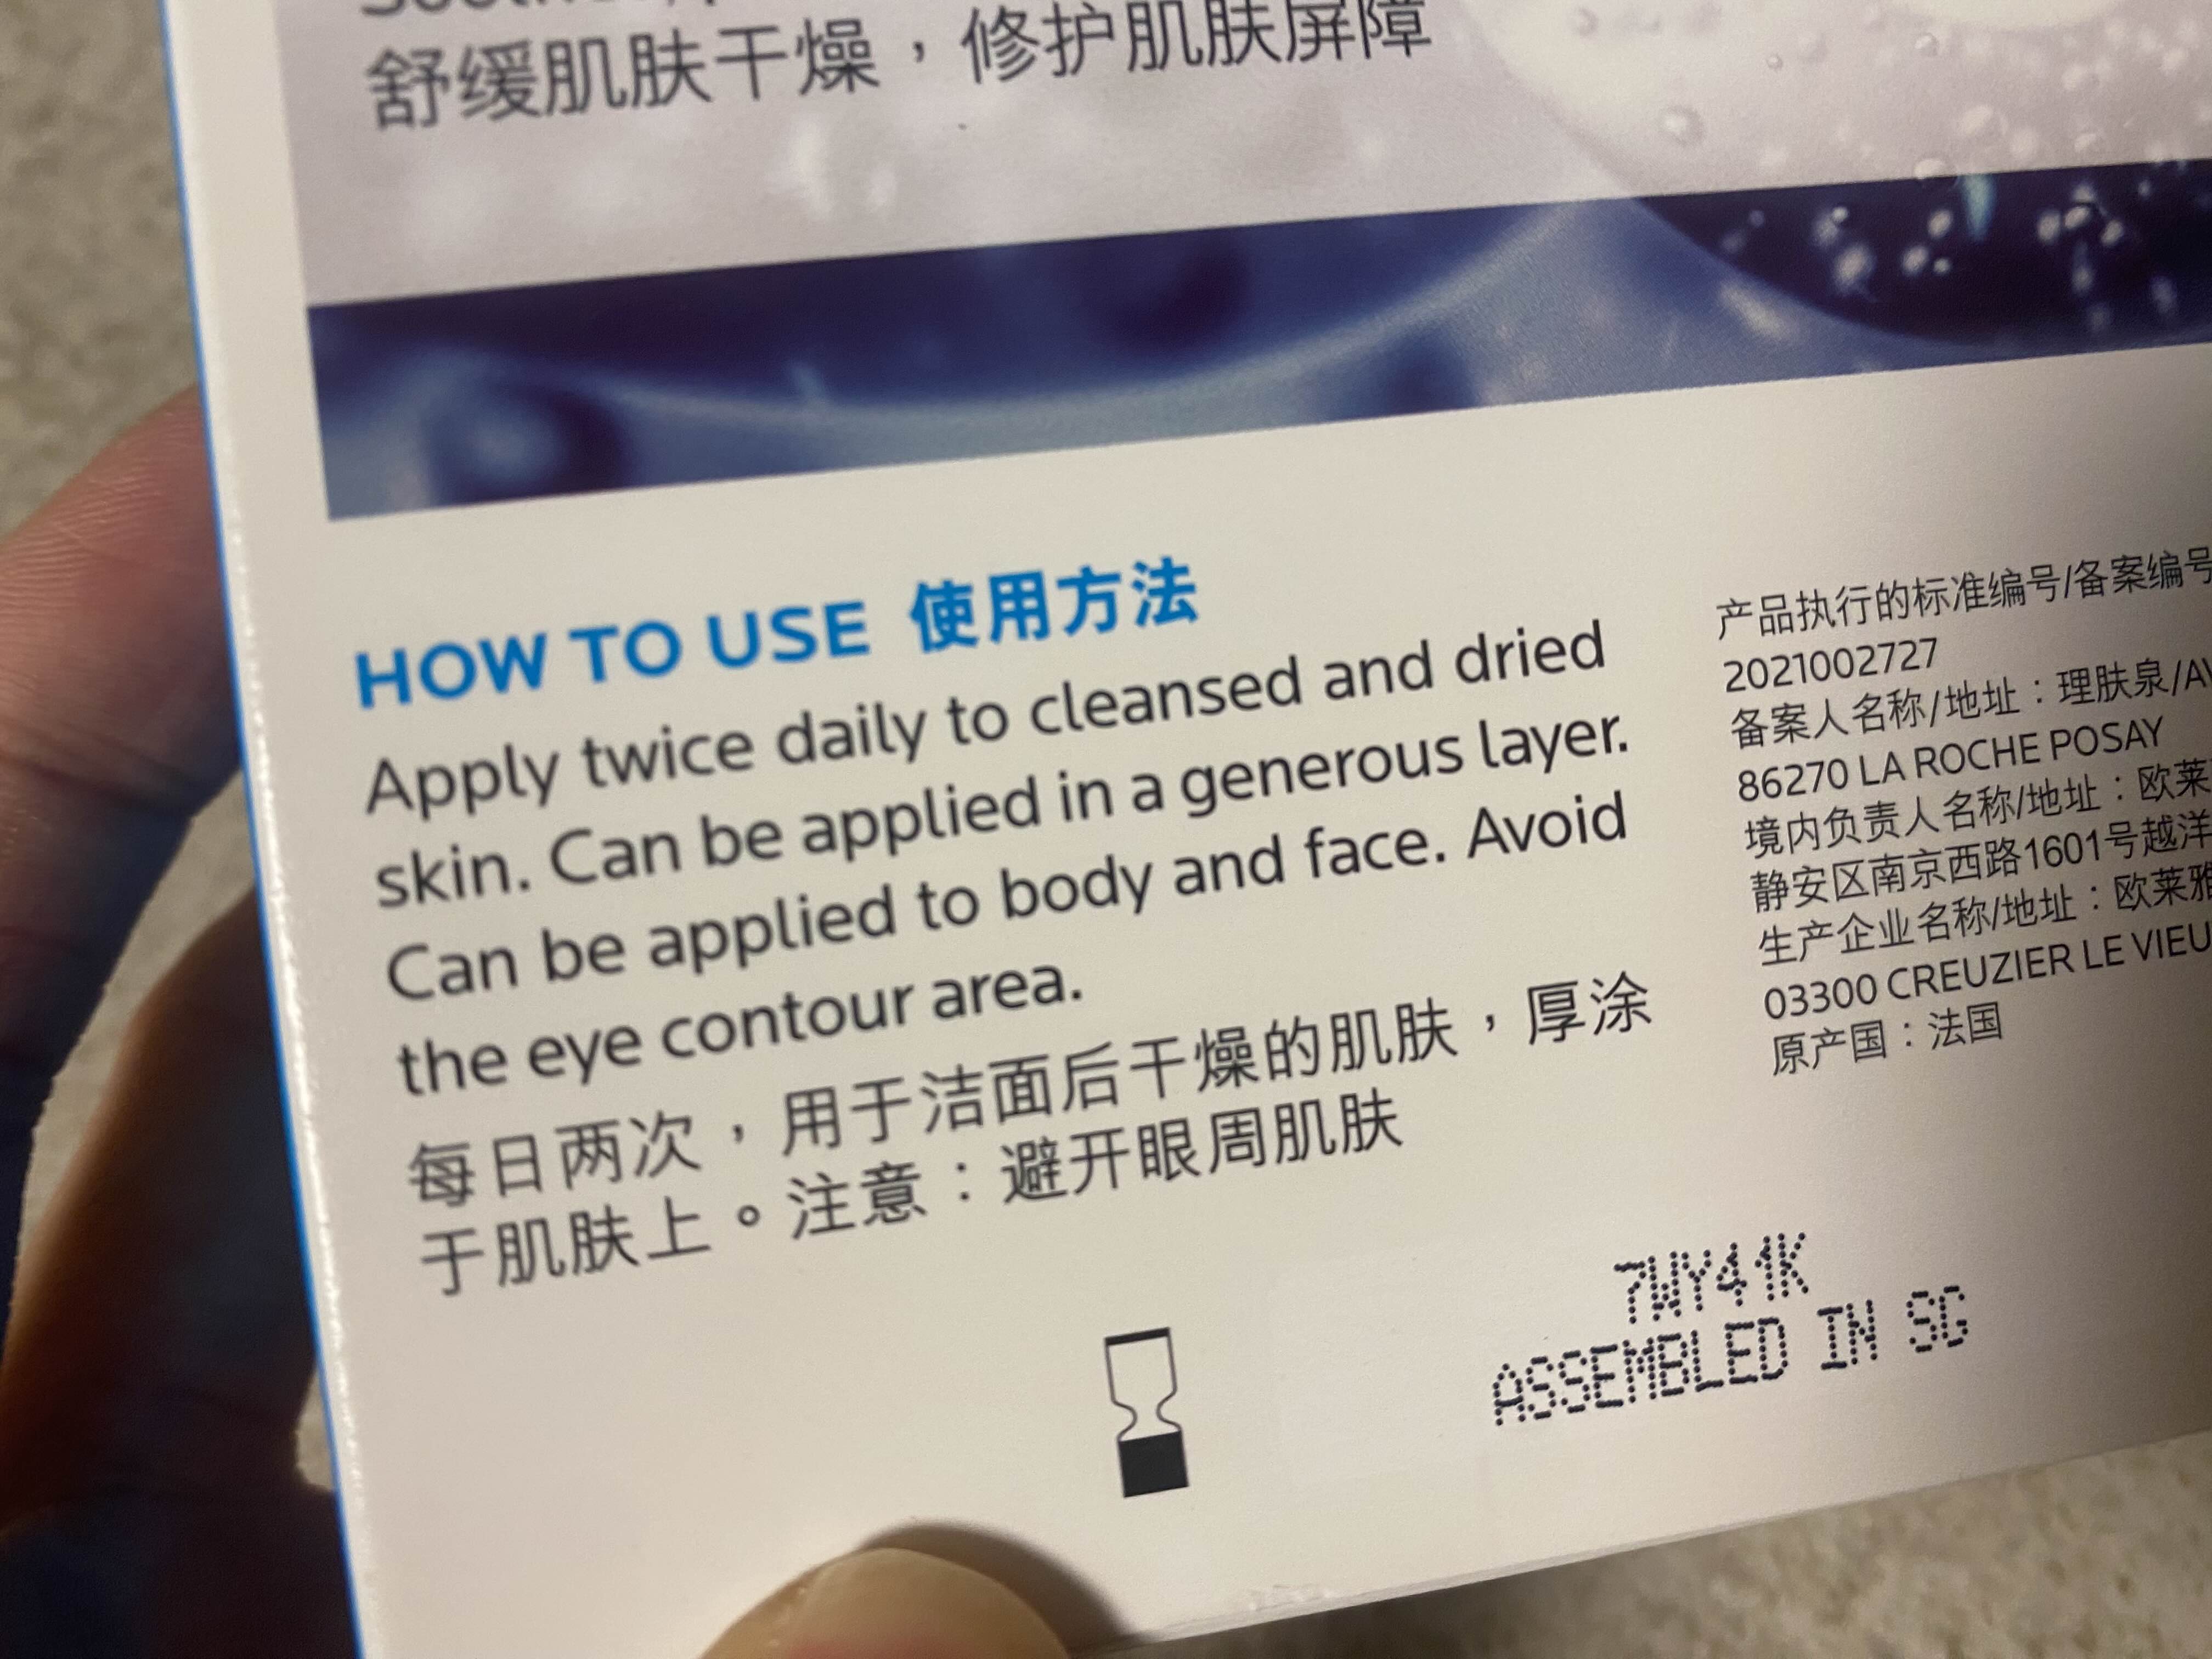 舒缓肌肤干燥，修护肌肤屏障
HOW TO USE 使用方法
Apply twice daily to cleansed and dried
skin. Can be applied in a generous layer.
Can be applied to body and face. Avoid
the eye contour area.
每日两次，用于洁面后干燥的肌肤，厚涂
于肌肤上。注意：避开眼周肌肤
产品执行的标准编号/备案编号
2021002727
备案人名称/地址：理肤泉/AV
86270 LA ROCHE POSAY
境内负责人名称/地址：欧莱
静安区南京西路1601号越洋
生产企业名称/地址：欧莱雅
03300 CREUZIER LE VIEU
原产国：法国
7WY41K
ASSEMBLED IN SG